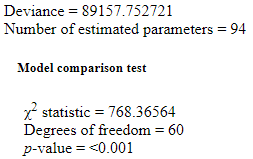 Deviance = 89157.752721
Number of estimated parameters = 94
Model comparison test
χ² statistic = 768.36564
Degrees of freedom = 60
p-value = <0.001